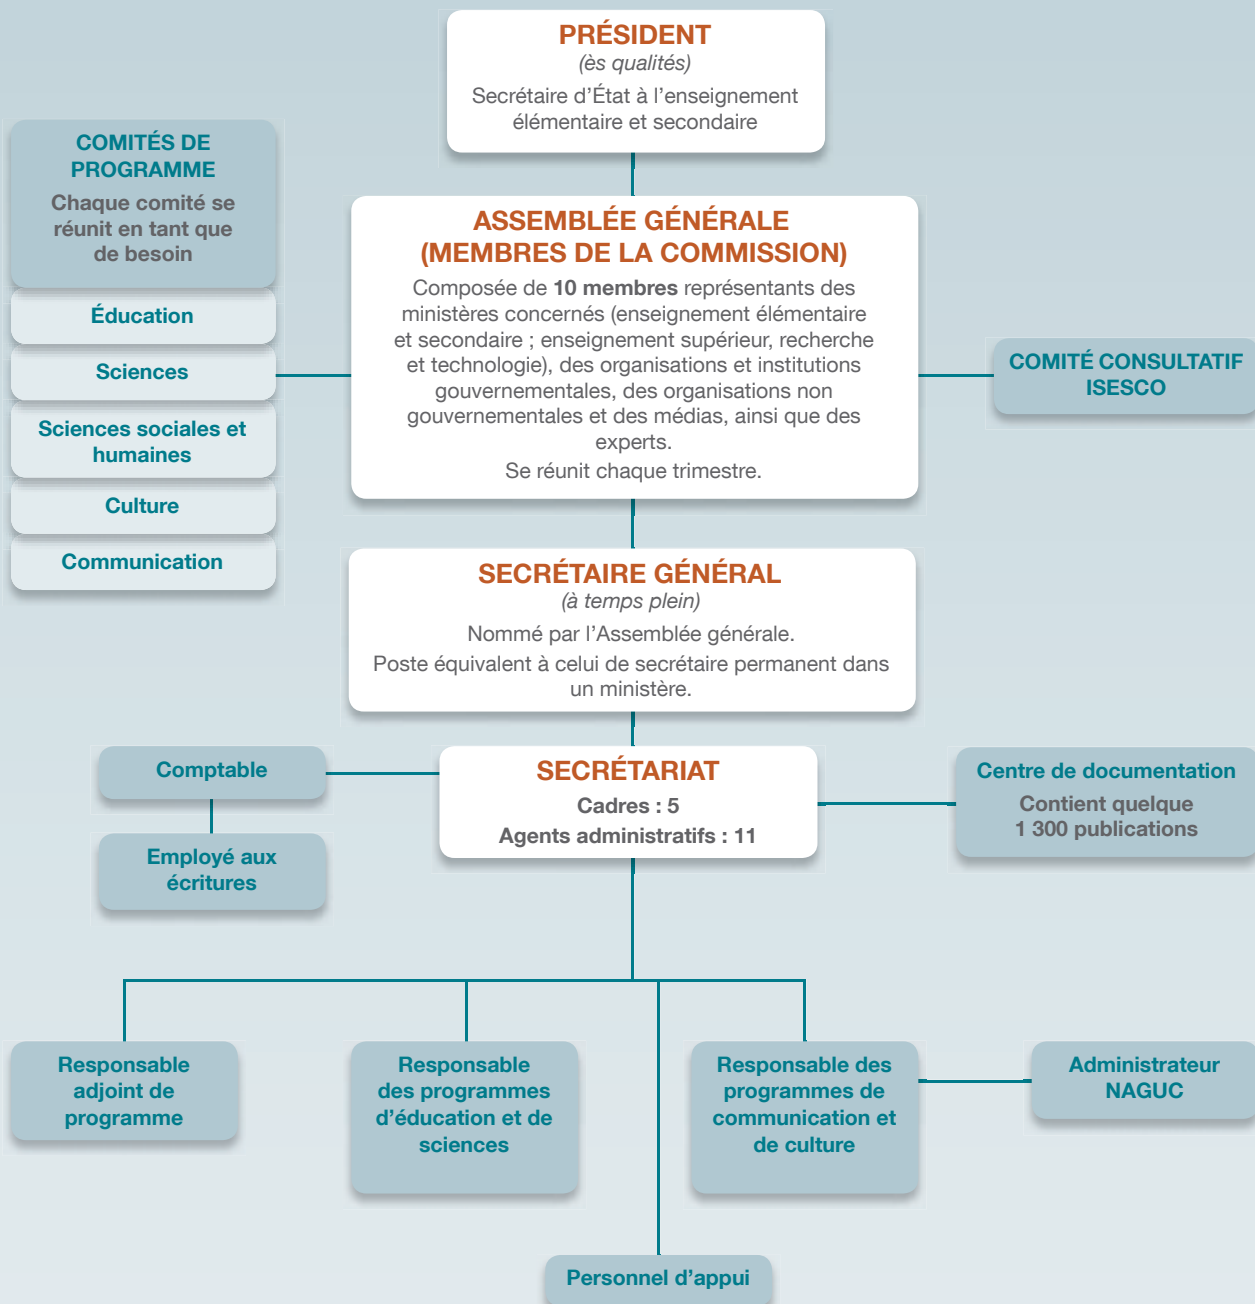 PRÉSIDENT
(ès qualités)
Secrétaire d’État à l’enseignement
élémentaire et secondaire
COMITÉS DE
PROGRAMME
Chaque comité se
réunit en tant que
de besoin
Éducation
Sciences
Sciences sociales et
humaines
Culture
Communication
ASSEMBLÉE GÉNÉRALE
(MEMBRES DE LA COMMISSION)
Composée de 10 membres représentants des
ministères concernés (enseignement élémentaire
et secondaire ; enseignement supérieur, recherche
et technologie), des organisations et institutions
gouvernementales, des organisations non
gouvernementales et des médias, ainsi que des
experts.
Se réunit chaque trimestre.
COMITÉ CONSULTATIF
ISESCO
SECRÉTAIRE GÉNÉRAL
(à temps plein)
Nommé par l’Assemblée générale.
Poste équivalent à celui de secrétaire permanent dans
un ministère.
Comptable
Employé aux
écritures
SECRÉTARIAT
Cadres : 5
Agents administratifs : 11
Centre de documentation
Contient quelque
1 300 publications
Responsable
adjoint de
programme
Responsable
des programmes
d’éducation et de
sciences
Responsable des
programmes de
communication et
de culture
Administrateur
NAGUC
Personnel d’appui